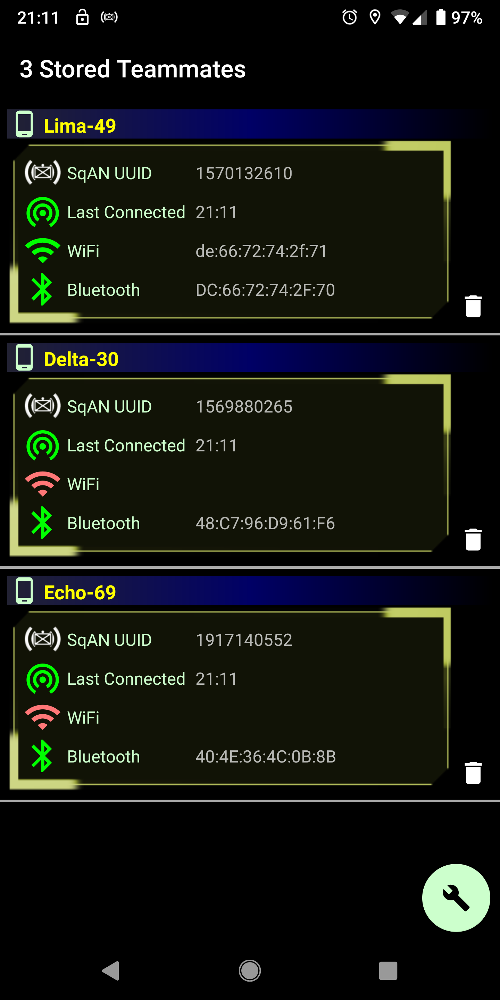 21:11 97%
3 Stored Teammates
Lima-49
SqAN UUID 1570132610
Last Connected 21:11
WiFi de:66:72:74:2f:71
Bluetooth DC:66:72:74:2F:70
Delta-30
SqAN UUID 1569880265
Last Connected 21:11
WiFi
Bluetooth 48:C7:96:D9:61:F6
Echo-69
SqAN UUID 1917140552
Last Connected 21:11
WiFi
Bluetooth 40:4E:36:4C:0B:8B